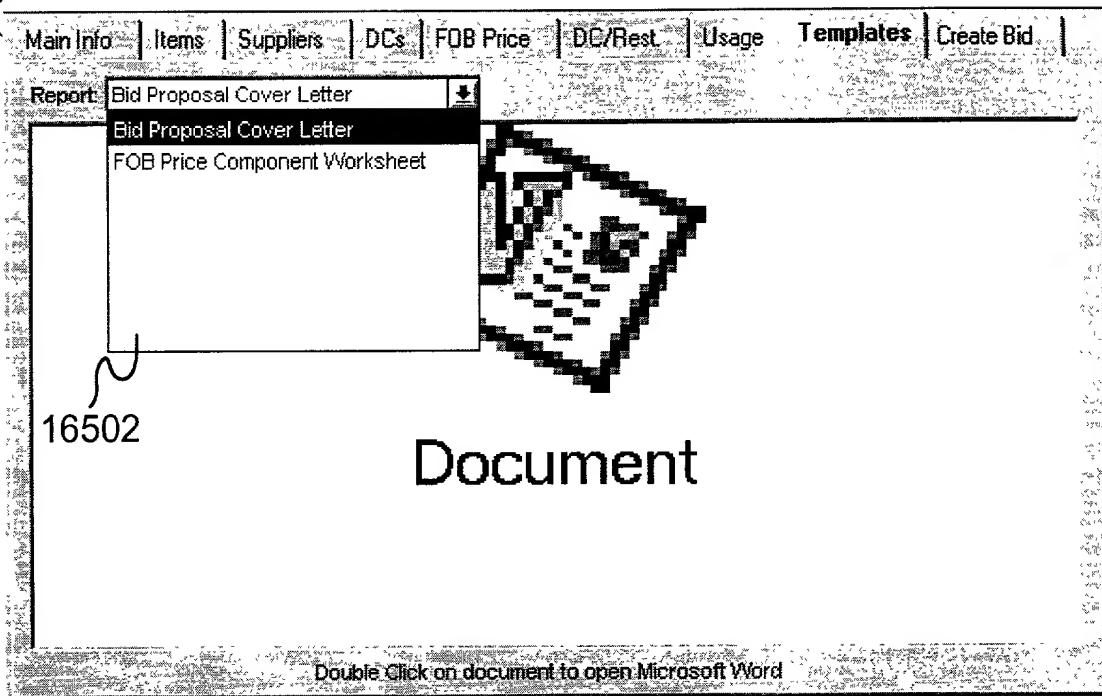 Main Info Items Suppliers DCs FOB Price DC/Rest. Usage Templates Create Bid
Report: Bid Proposal Cover Letter
Bid Proposal Cover Letter
FOB Price Component Worksheet
16502
Document
Double Click on document to open Microsoft Word